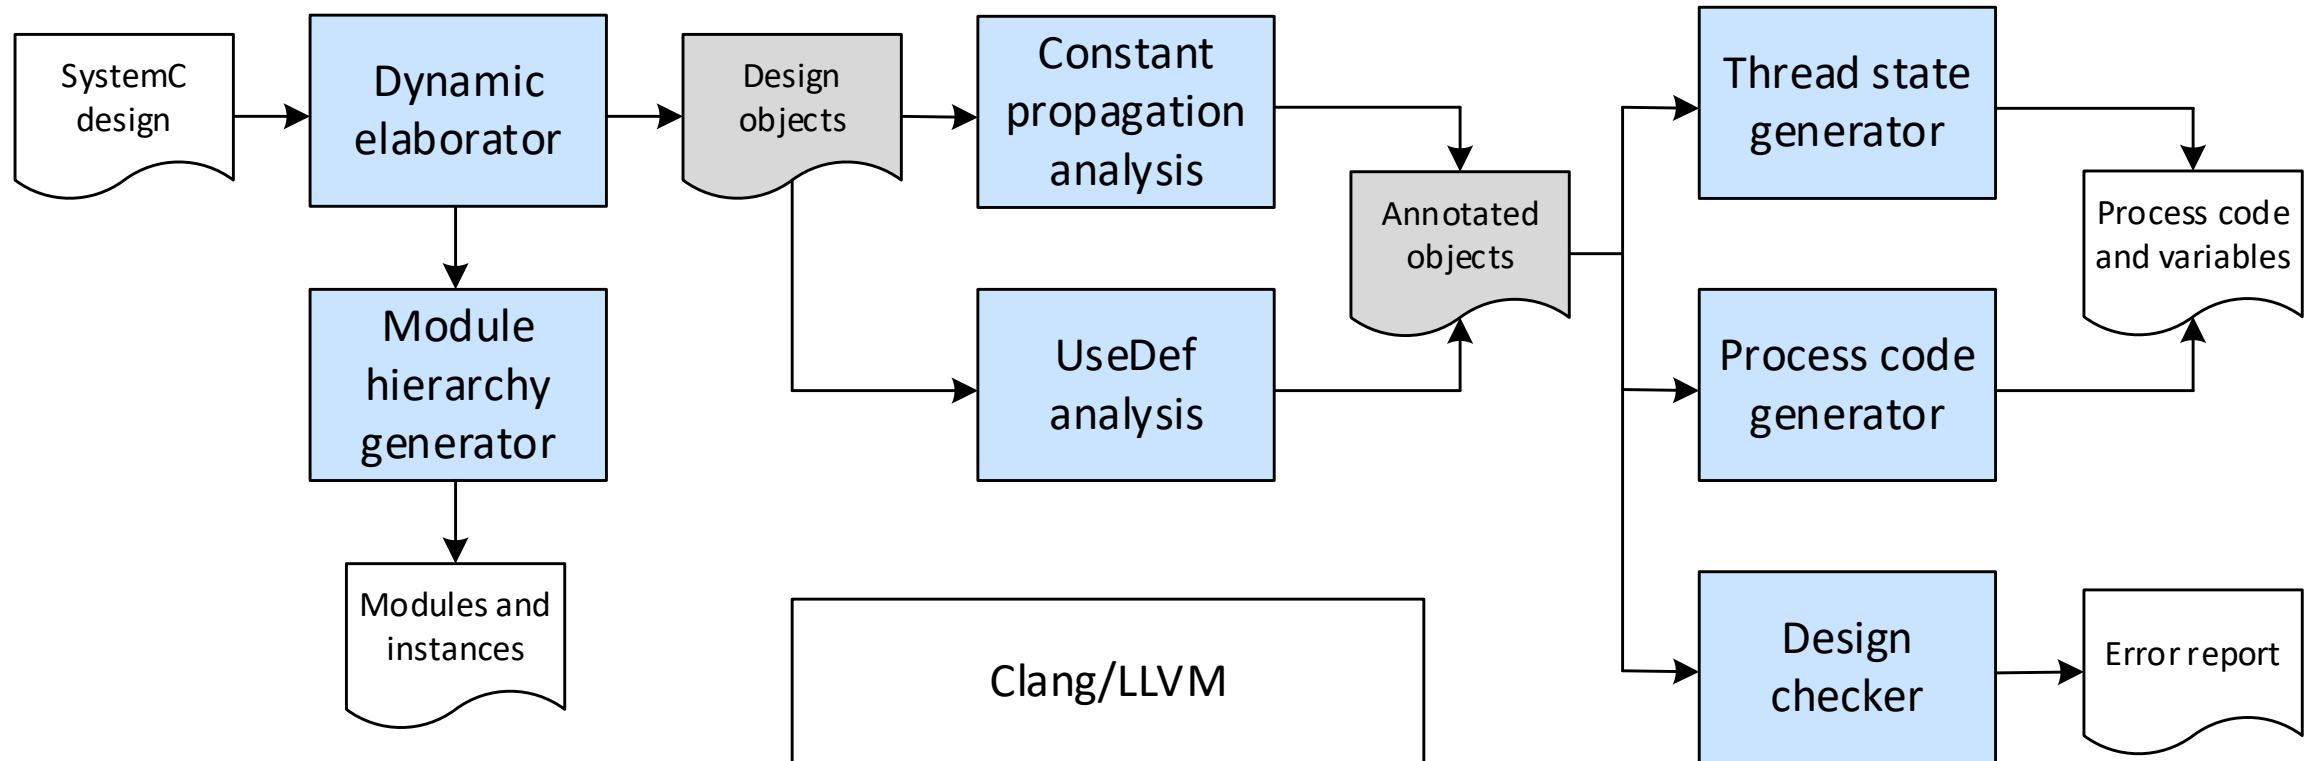 SystemC
design
Dynamic
elaborator
Design
objects
Constant
propagation
analysis
Thread state
generator
Annotated
objects
Process code
and variables
Module
hierarchy
generator
UseDef
analysis
Process code
generator
Modules and
instances
Clang/LLVM
Design
checker
Error report